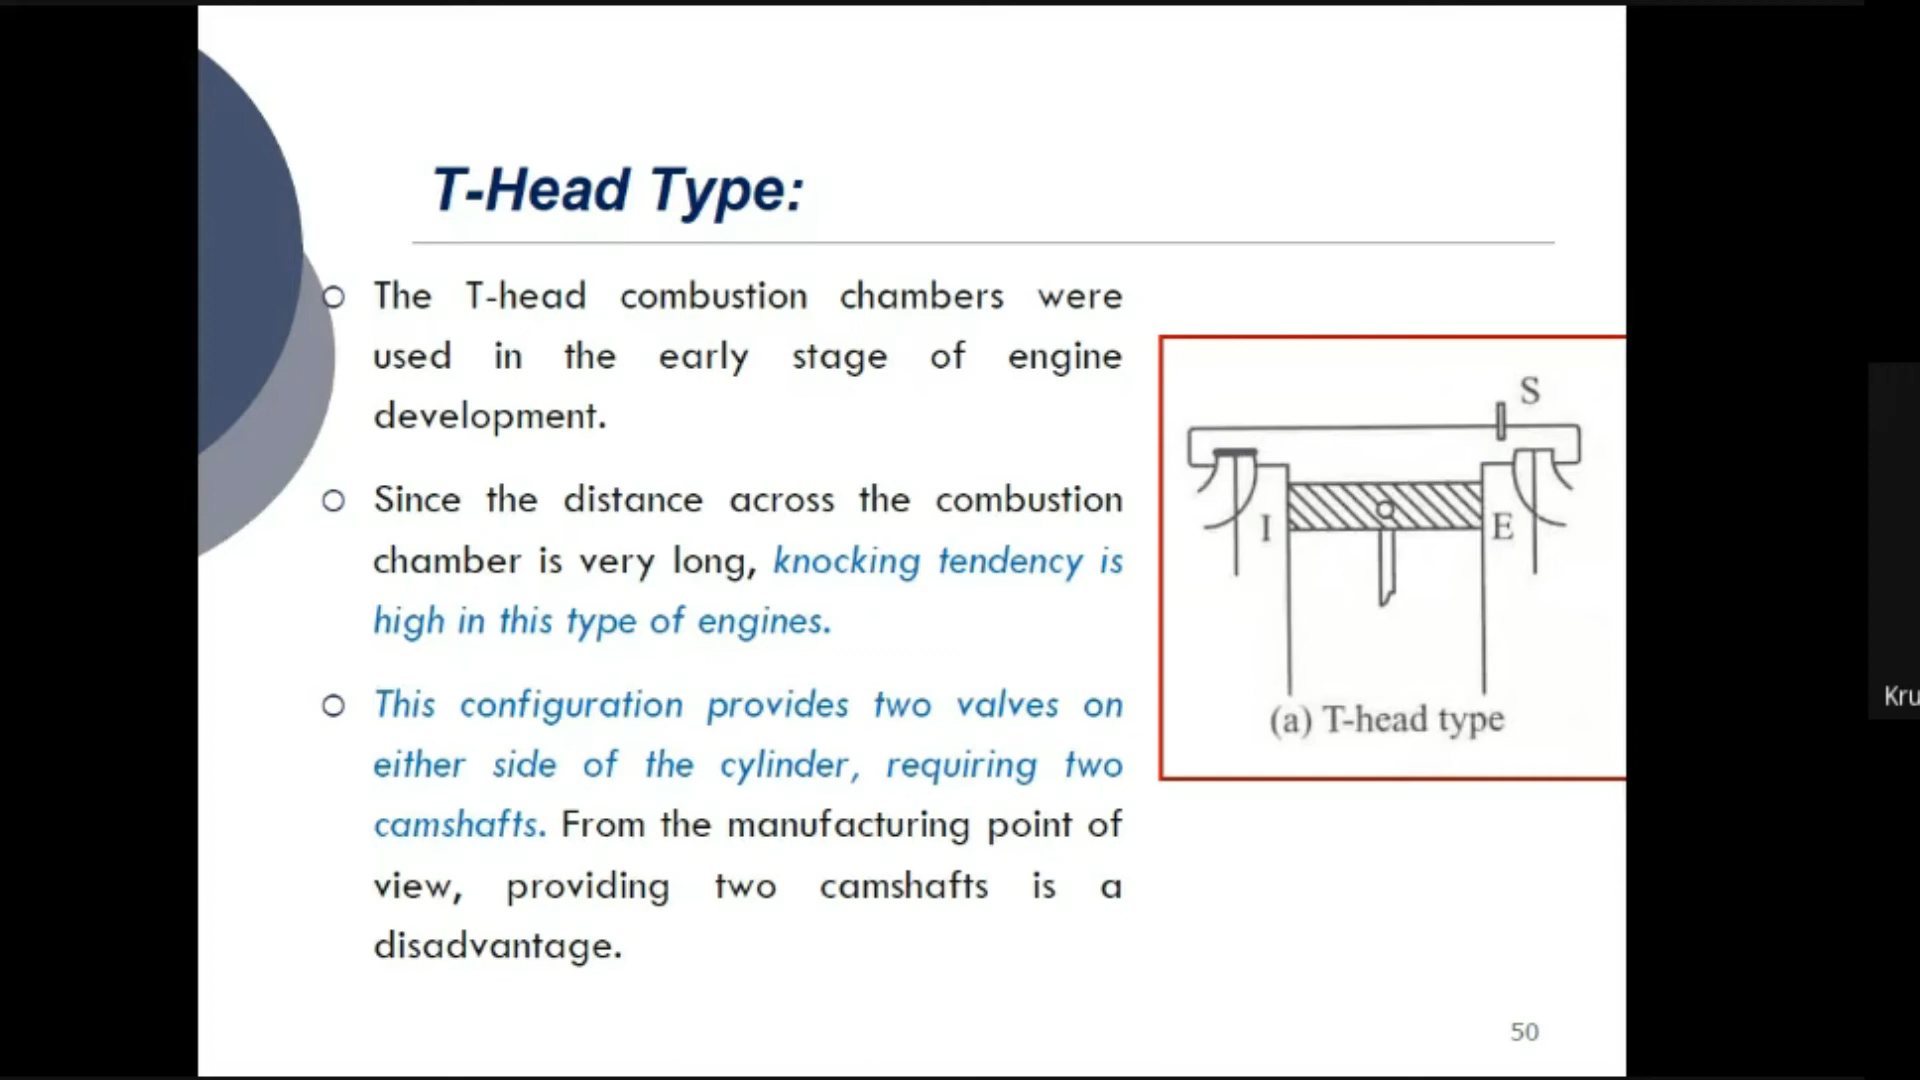 T-Head Type:
The T-head combustion chambers were
used in the early stage of engine
development.
Since the distance across the combustion
chamber is very long, knocking tendency is
high in this type of engines.
This configuration provides two valves on
either side of the cylinder, requiring two
camshafts. From the manufacturing point of
view, providing two camshafts is a
disadvantage.
S
I
E
(a) T-head type
50
Kru